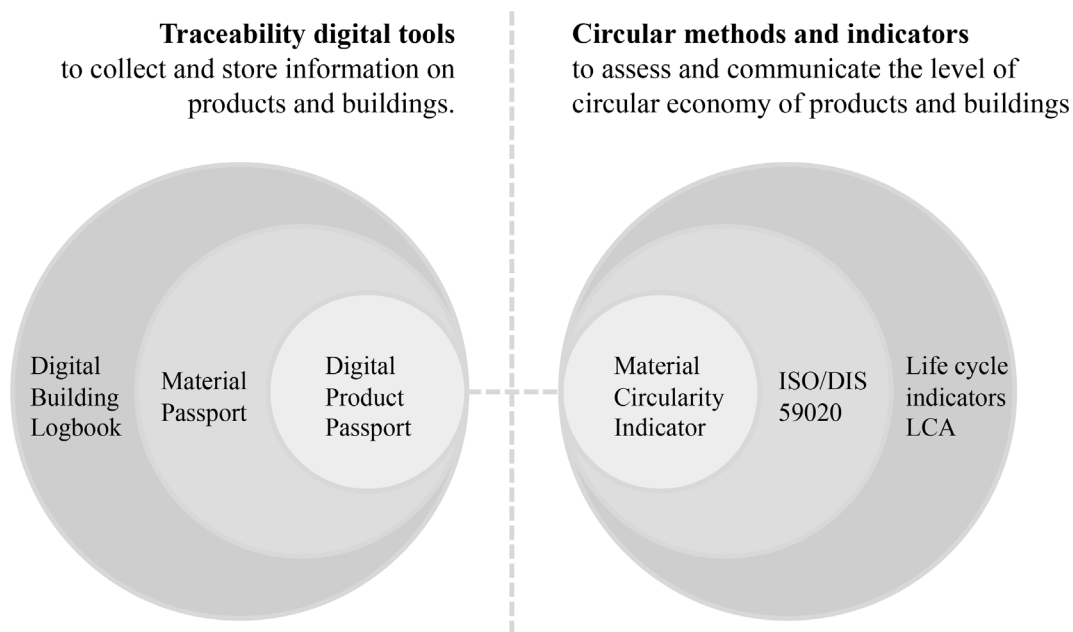 Traceability digital tools
to collect and store information on
products and buildings.
Circular methods and indicators
to assess and communicate the level of
circular economy of products and buildings
Digital
Building
Logbook
Material
Passport
Digital
Product
Passport
Material
Circularity
Indicator
ISO/DIS
59020
Life cycle
indicators
LCA